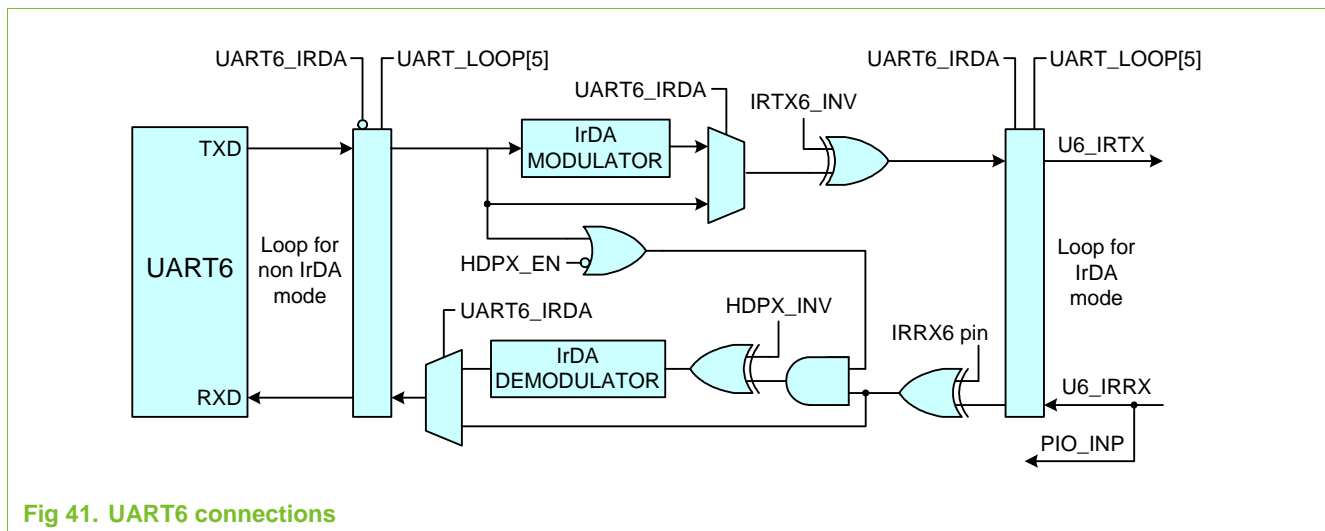 UART6_IRDA
UART_LOOP[5]
UART6_IRDA
UART_LOOP[5]
UART6_IRDA
IRTX6_INV
TXD
IrDA
MODULATOR
U6_IRTX
UART6
Loop for
non IrDA
mode
HDPX_EN
Loop for
IrDA
mode
UART6_IRDA
HDPX_INV
IRRX6 pin
IrDA
DEMODULATOR
RXD
U6_IRRX
PIO_INP
Fig 41. UART6 connections